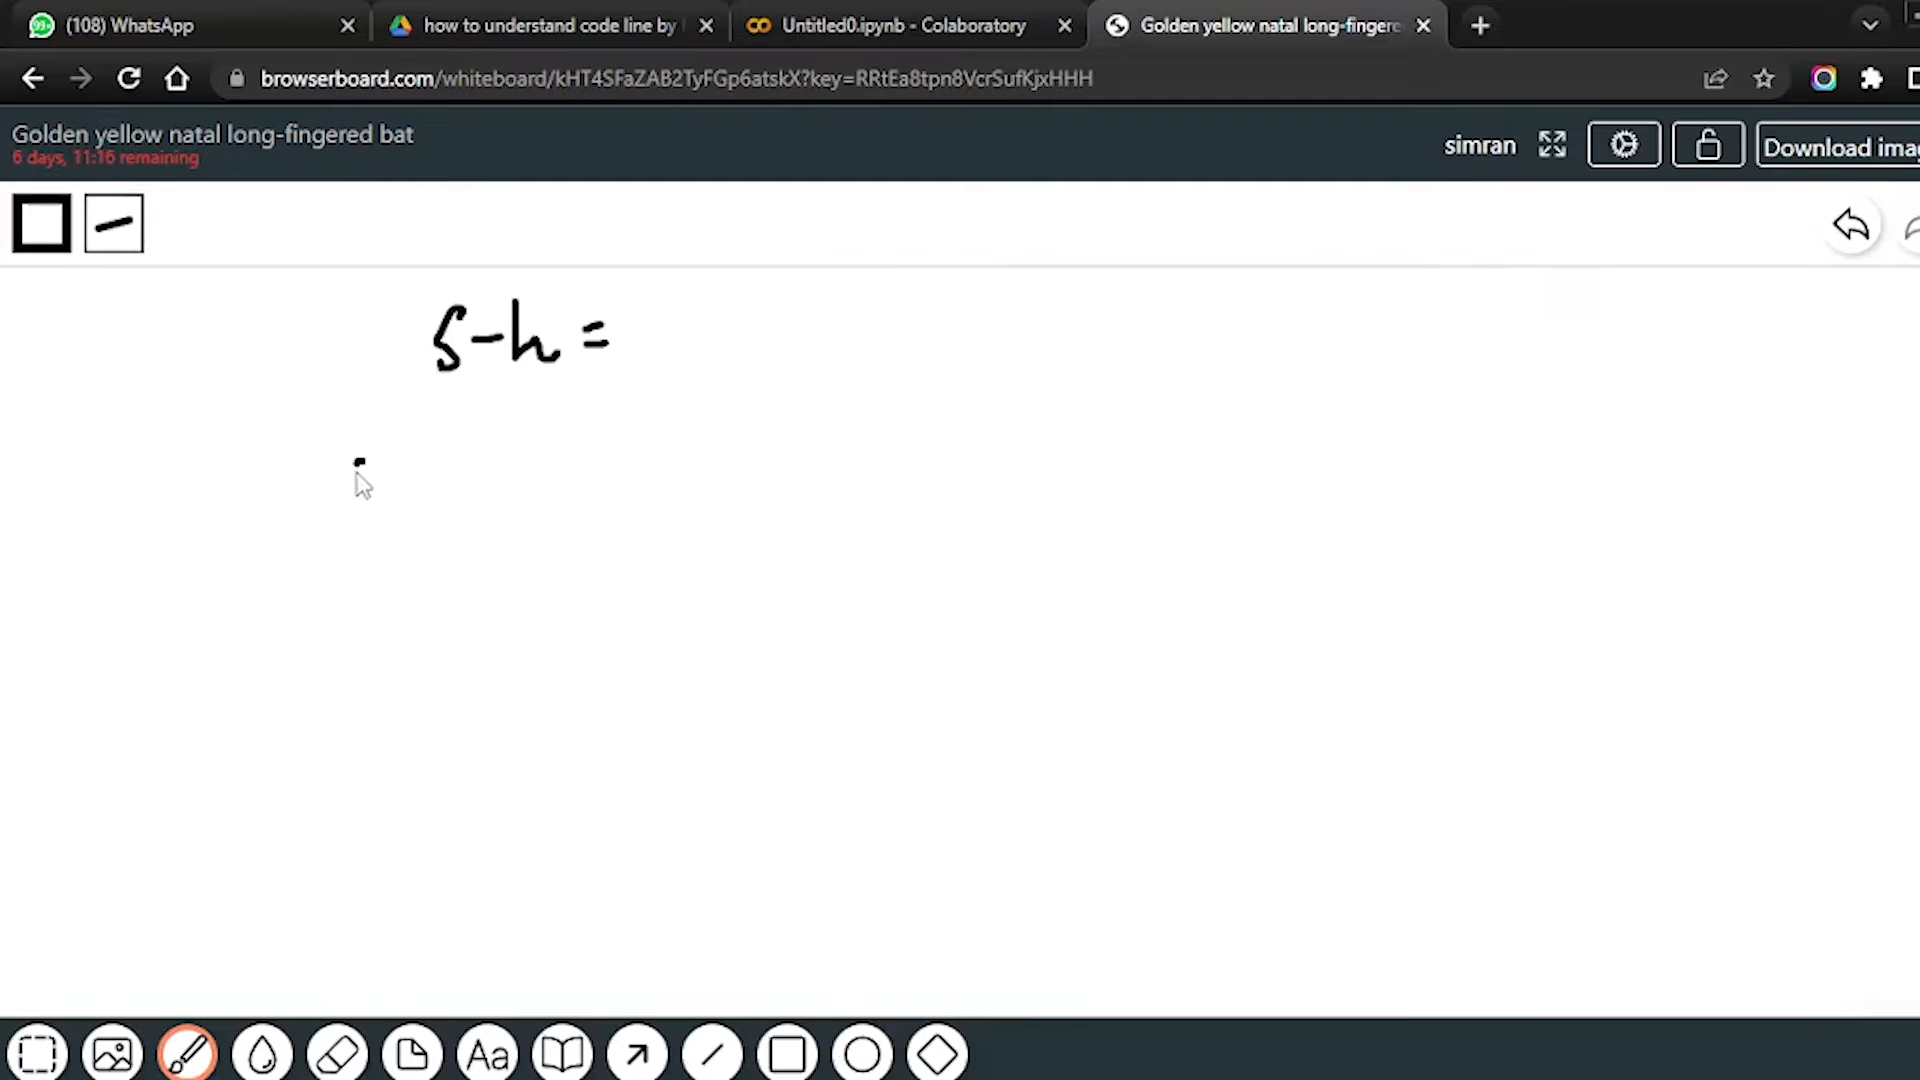 (108) WhatsApp
how to understand code line by
Untitled0.ipynb - Colaboratory
Golden yellow natal long-fingere
browserboard.com/whiteboard/kHT4SFaZAB2TyFGp6atskX?key=RRtEa8tpn8VcrSufKjxHHH
Golden yellow natal long-fingered bat
6 days, 11:16 remaining
simran
Download imag
S-h =
Aa